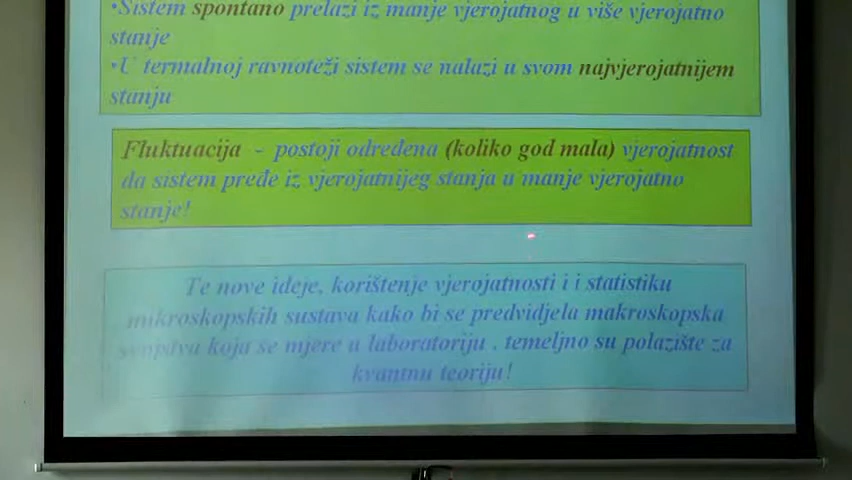 •Sistem spontano prelazi iz manje vjerojatnog u više vjerojatno
stanje
•U termalnoj ravnoteži sistem se nalazi u svom najvjerojatnijem
stanju
Fluktuacija - postoji određena (koliko god mala) vjerojatnost
da sistem pređe iz vjerojatnijeg stanja u manje vjerojatno
stanje!
Te nove ideje, korištenje vjerojatnosti i i statistiku
mikroskopskih sustava kako bi se predvidjela makroskopska
svojstva koja se mjere u laboratoriju . temeljno su polazište za
kvantnu teoriju!